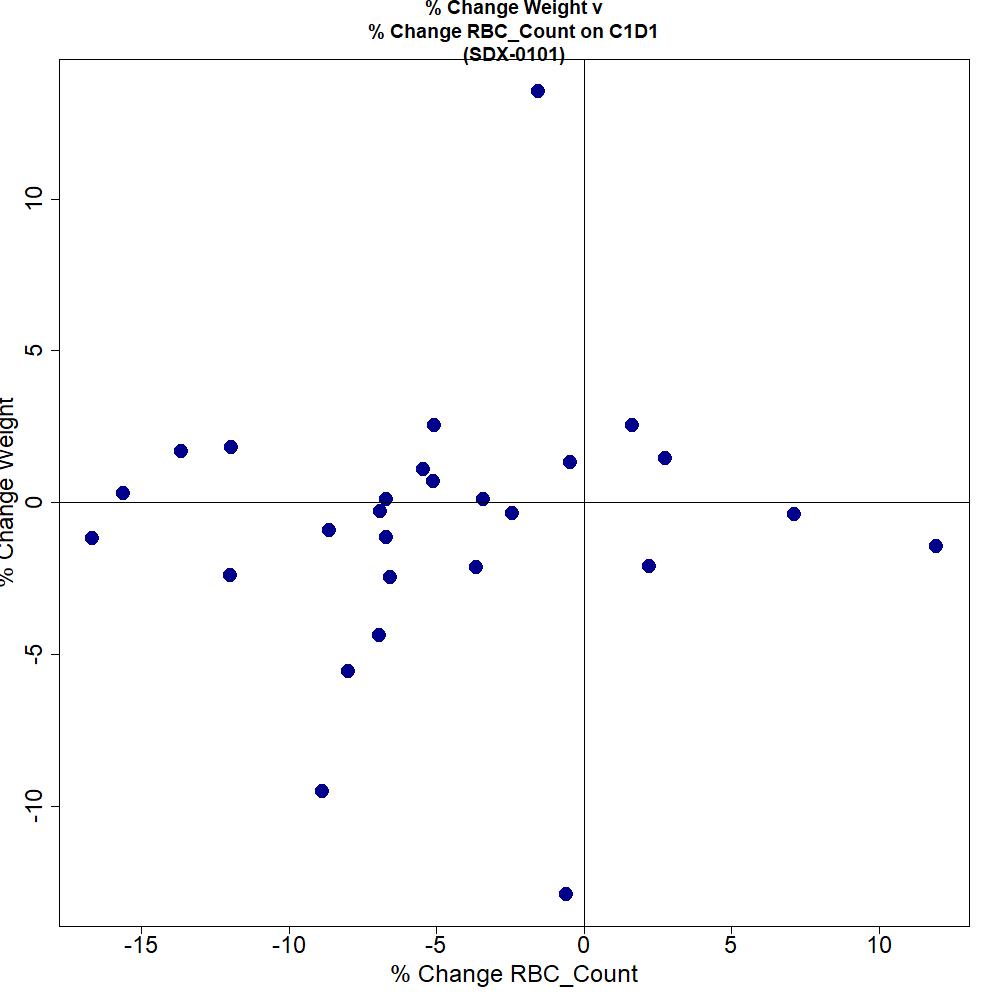 % Change Weight v
% Change RBC_Count on C1D1
(SDX-0101)
10
5
0
-5
-10
% Change Weight
-15
-10
-5
0
5
10
% Change RBC_Count